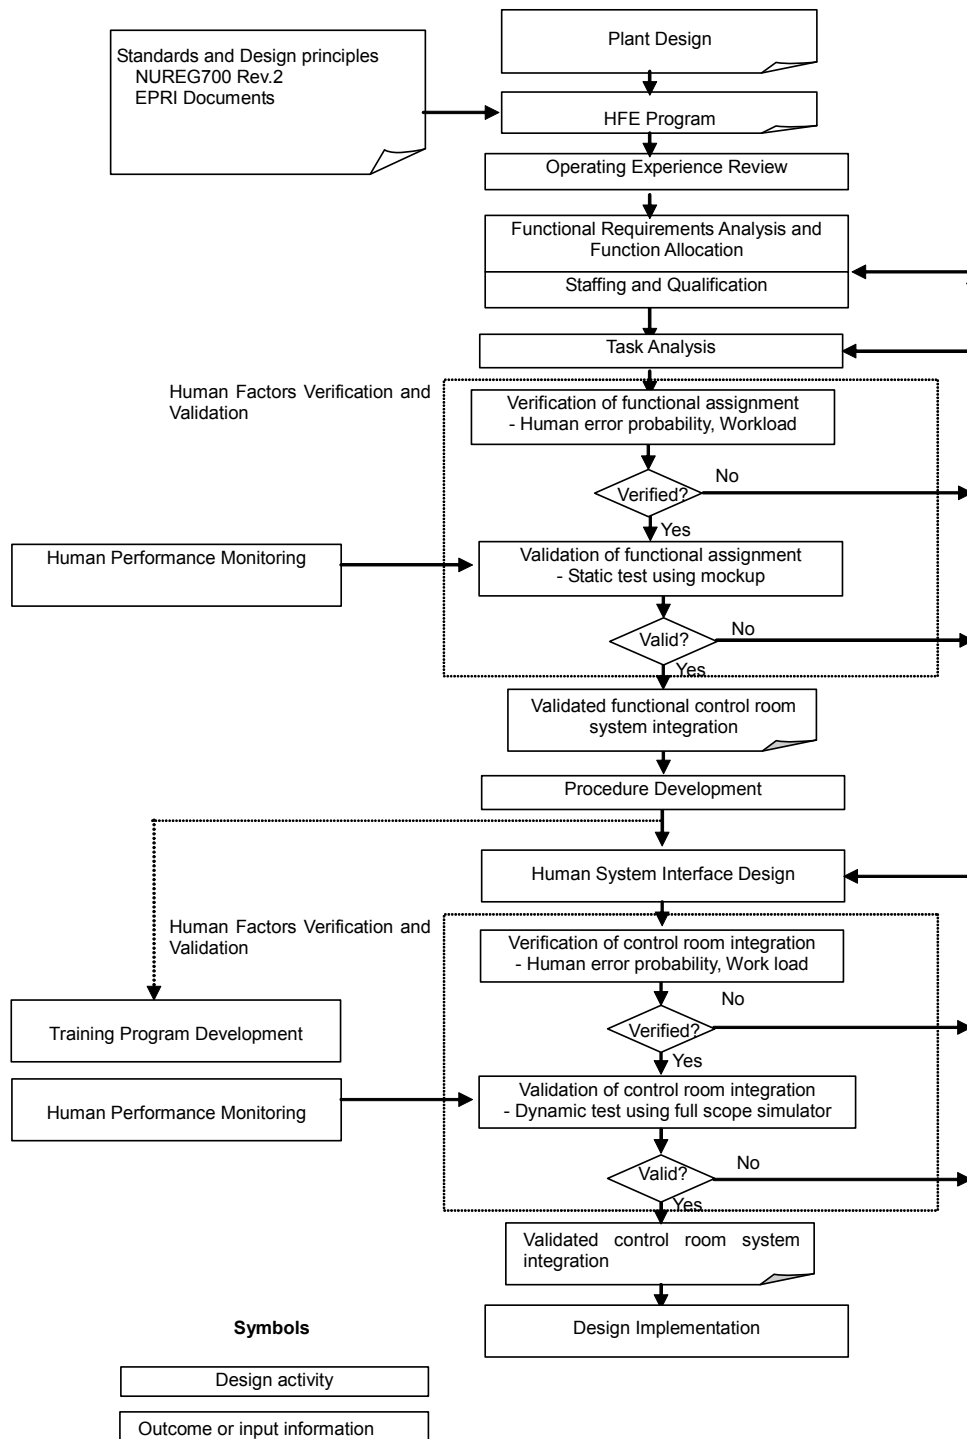 Plant Design
Standards and Design principles
NUREG700 Rev.2
EPRI Documents
HFE Program
Operating Experience Review
Functional Requirements Analysis and
Function Allocation
Staffing and Qualification
Task Analysis
Human Factors Verification and
Validation
Verification of functional assignment
- Human error probability, Workload
No
Verified?
Yes
Human Performance Monitoring
Validation of functional assignment
- Static test using mockup
No
Valid?
Yes
Validated functional control room
system integration
Procedure Development
Human System Interface Design
Human Factors Verification and
Validation
Verification of control room integration
- Human error probability, Work load
No
Verified?
Yes
Training Program Development
Human Performance Monitoring
Validation of control room integration
- Dynamic test using full scope simulator
No
Valid?
Yes
Validated control room system
integration
Design Implementation
Symbols
Design activity
Outcome or input information